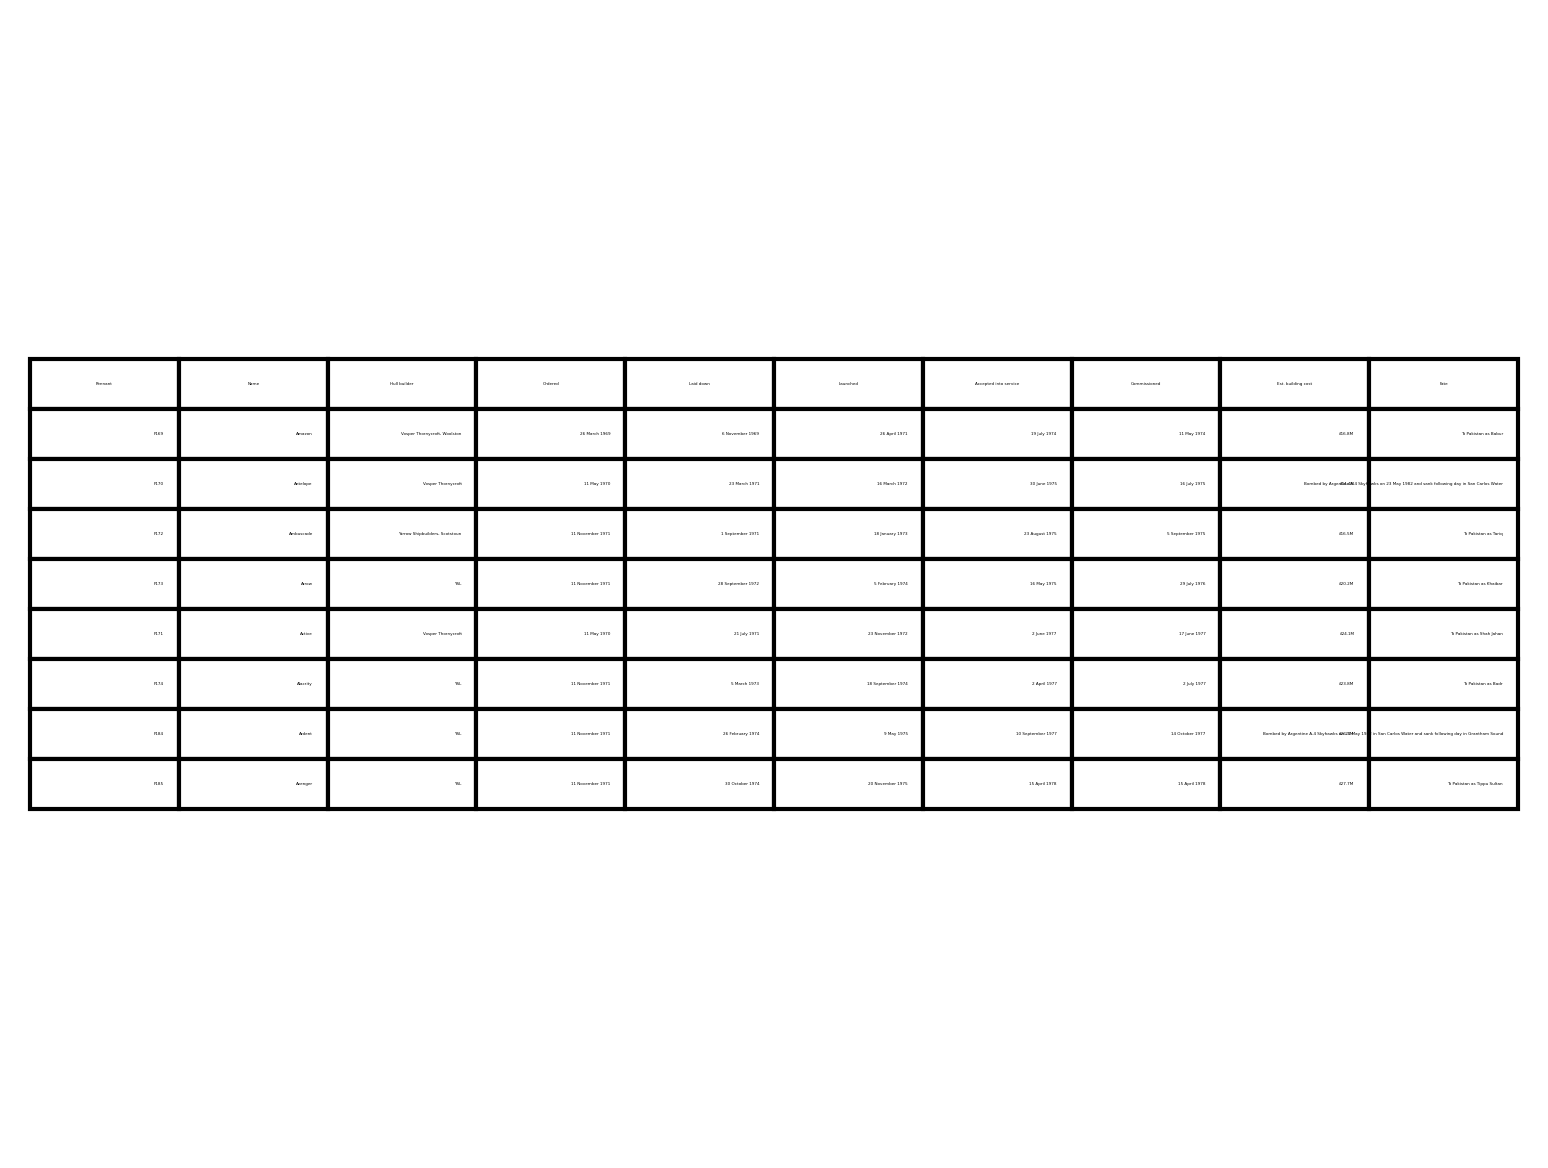 Pennant Name Hull builder Ordered Laid down Launched Accepted into service Commissioned Est. building cost Fate
F169 Amazon Vosper Thornycroft, Woolston 26 March 1969 6 November 1969 26 April 1971 19 July 1974 11 May 1974 £16.8M To Pakistan as Babur
F170 Antelope Vosper Thornycroft 11 May 1970 23 March 1971 16 March 1972 30 June 1975 16 July 1975 Bombed by Argentine A-4 Skyhawks on 23 May 1982 and sank following day in San Carlos Water
F172 Ambuscade Yarrow Shipbuilders, Scotstoun 11 November 1971 1 September 1971 18 January 1973 23 August 1975 5 September 1975 £16.5M To Pakistan as Tariq
F173 Arrow YSL 11 November 1971 28 September 1972 5 February 1974 16 May 1975 29 July 1976 £20.2M To Pakistan as Khaibar
F171 Active Vosper Thornycroft 11 May 1970 21 July 1971 23 November 1972 2 June 1977 17 June 1977 £24.3M To Pakistan as Shah Jahan
F174 Alacrity YSL 11 November 1971 5 March 1973 18 September 1974 2 April 1977 2 July 1977 £23.8M To Pakistan as Badr
F184 Ardent YSL 11 November 1971 26 February 1974 9 May 1975 10 September 1977 14 October 1977 Bombed by Argentine A-4 Skyhawks May in San Carlos Water and sank following day in Grantham Sound
F185 Avenger YSL 11 November 1971 30 October 1974 20 November 1975 15 April 1978 15 April 1978 £27.7M To Pakistan as Tippu Sultan